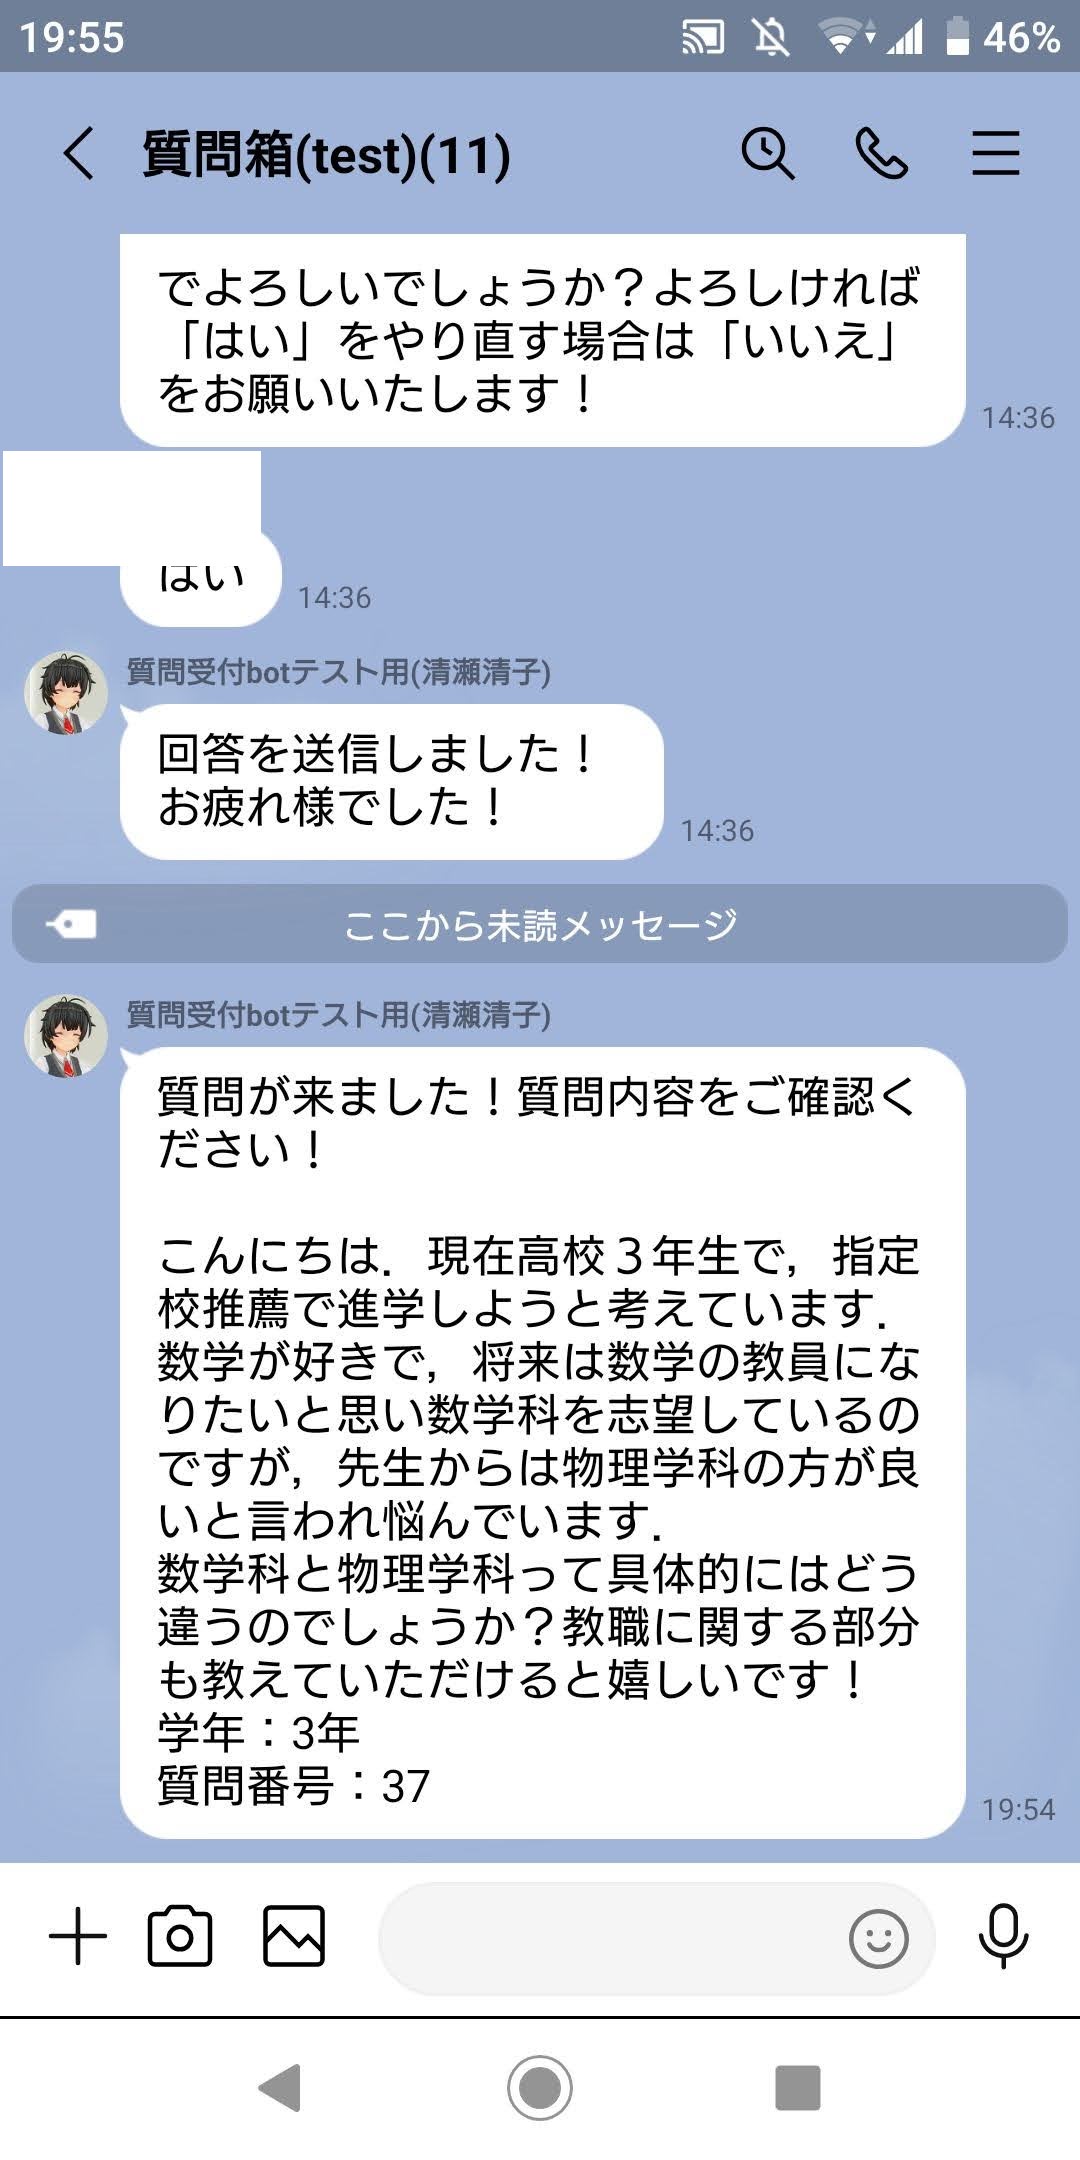 19:55
46%
質問箱(test)(11)
でよろしいでしょうか？よろしければ
「はい」をやり直す場合は「いいえ」
をお願いいたします！
14:36
はい
14:36
質問受付botテスト用(清瀬清子)
回答を送信しました！
お疲れ様でした！
14:36
ここから未読メッセージ
質問受付botテスト用(清瀬清子)
質問が来ました！質問内容をご確認く
ださい！
こんにちは．現在高校３年生で，指定
校推薦で進学しようと考えています．
数学が好きで，将来は数学の教員にな
りたいと思い数学科を志望しているの
ですが，先生からは物理学科の方が良
いと言われ悩んでいます．
数学科と物理学科って具体的にはどう
違うのでしょうか？教職に関する部分
も教えていただけると嬉しいです！
学年：3年
質問番号：37
19:54